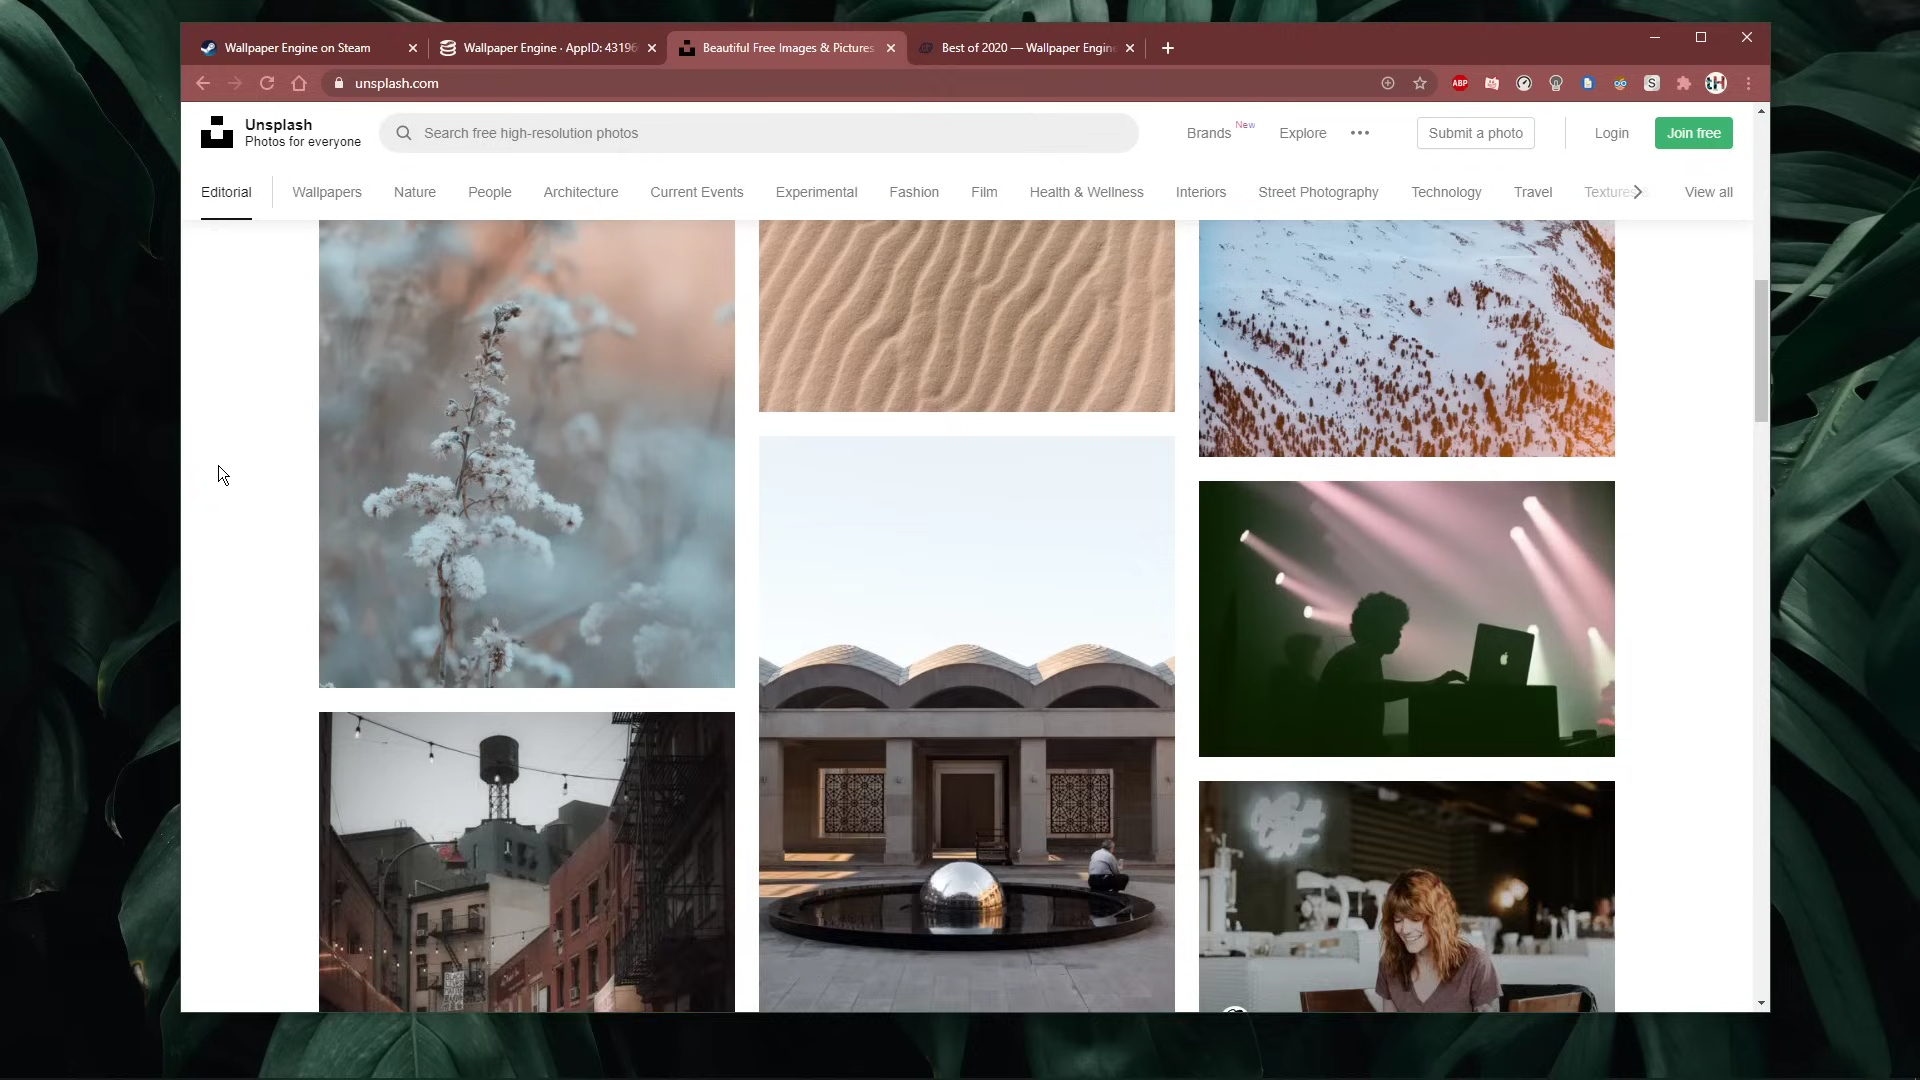 Wallpaper Engine on Steam
Wallpaper Engine · AppID: 43196
Beautiful Free Images & Pictures
Best of 2020 — Wallpaper Engine
unsplash.com
ABP
S
Unsplash
Photos for everyone
Search free high-resolution photos
Brands New
Explore
Submit a photo
Login
Join free
Editorial
Wallpapers
Nature
People
Architecture
Current Events
Experimental
Fashion
Film
Health & Wellness
Interiors
Street Photography
Technology
Travel
Textures
View all